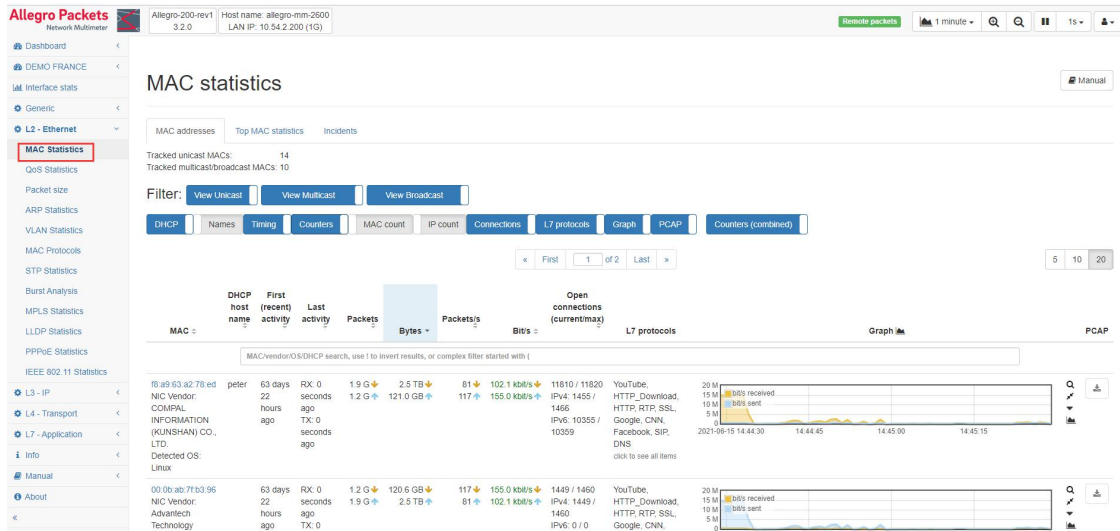 Allegro Packets
Network Multimeter
Allegro-200-rev1
3.2.0
Host name: allegro-mm-2600
LAN IP: 10.54.2.200 (1G)
Remote packets
1 minute
1s
Dashboard
DEMO FRANCE
Interface stats
Generic
L2 - Ethernet
MAC Statistics
QoS Statistics
Packet size
ARP Statistics
VLAN Statistics
MAC Protocols
STP Statistics
Burst Analysis
MPLS Statistics
LLDP Statistics
PPPoE Statistics
IEEE 802.11 Statistics
L3 - IP
L4 - Transport
L7 - Application
Info
Manual
About
«
MAC statistics
Manual
MAC addresses Top MAC statistics Incidents
Tracked unicast MACs: 14
Tracked multicast/broadcast MACs: 10
Filter: View Unicast View Multicast View Broadcast
DHCP Names Timing Counters MAC count IP count Connections L7 protocols Graph PCAP Counters (combined)
« First 1 of 2 Last »
5 10 20
MAC
DHCP host name
First (recent) activity
Last activity
Packets
Bytes
Packets/s
Bit/s
Open connections (current/max)
L7 protocols
Graph
PCAP
MAC/vendor/OS/DHCP search, use ! to invert results, or complex filter started with (
f8:a9:63:a2:78:ed
NIC Vendor:
COMPAL
INFORMATION
(KUNSHAN) CO.,
LTD.
Detected OS:
Linux
peter
63 days
22
hours
ago
RX: 0
seconds
ago
TX: 0
seconds
ago
1.9 G
1.2 G
2.5 TB
121.0 GB
81
117
102.1 kbit/s
155.0 kbit/s
11810 / 11820
IPv4: 1455 /
1466
IPv6: 10355 /
10359
YouTube,
HTTP_Download,
HTTP, RTP, SSL,
Google, CNN,
Facebook, SIP,
DNS
click to see all items
20 M
15 M
10 M
5 M
0
bit/s received
bit/s sent
2021-06-15 14:44:30 14:44:45 14:45:00 14:45:15
00:0b:ab:7f:b3:96
NIC Vendor:
Advantech
Technology
63 days
22
hours
ago
RX: 0
seconds
ago
TX: 0
1.2 G
1.9 G
120.6 GB
2.5 TB
117
81
155.0 kbit/s
102.1 kbit/s
1449 / 1460
IPv4: 1449 /
1460
IPv6: 0 / 0
YouTube,
HTTP_Download,
HTTP, RTP, SSL,
Google, CNN,
20 M
15 M
10 M
5 M
0
bit/s received
bit/s sent